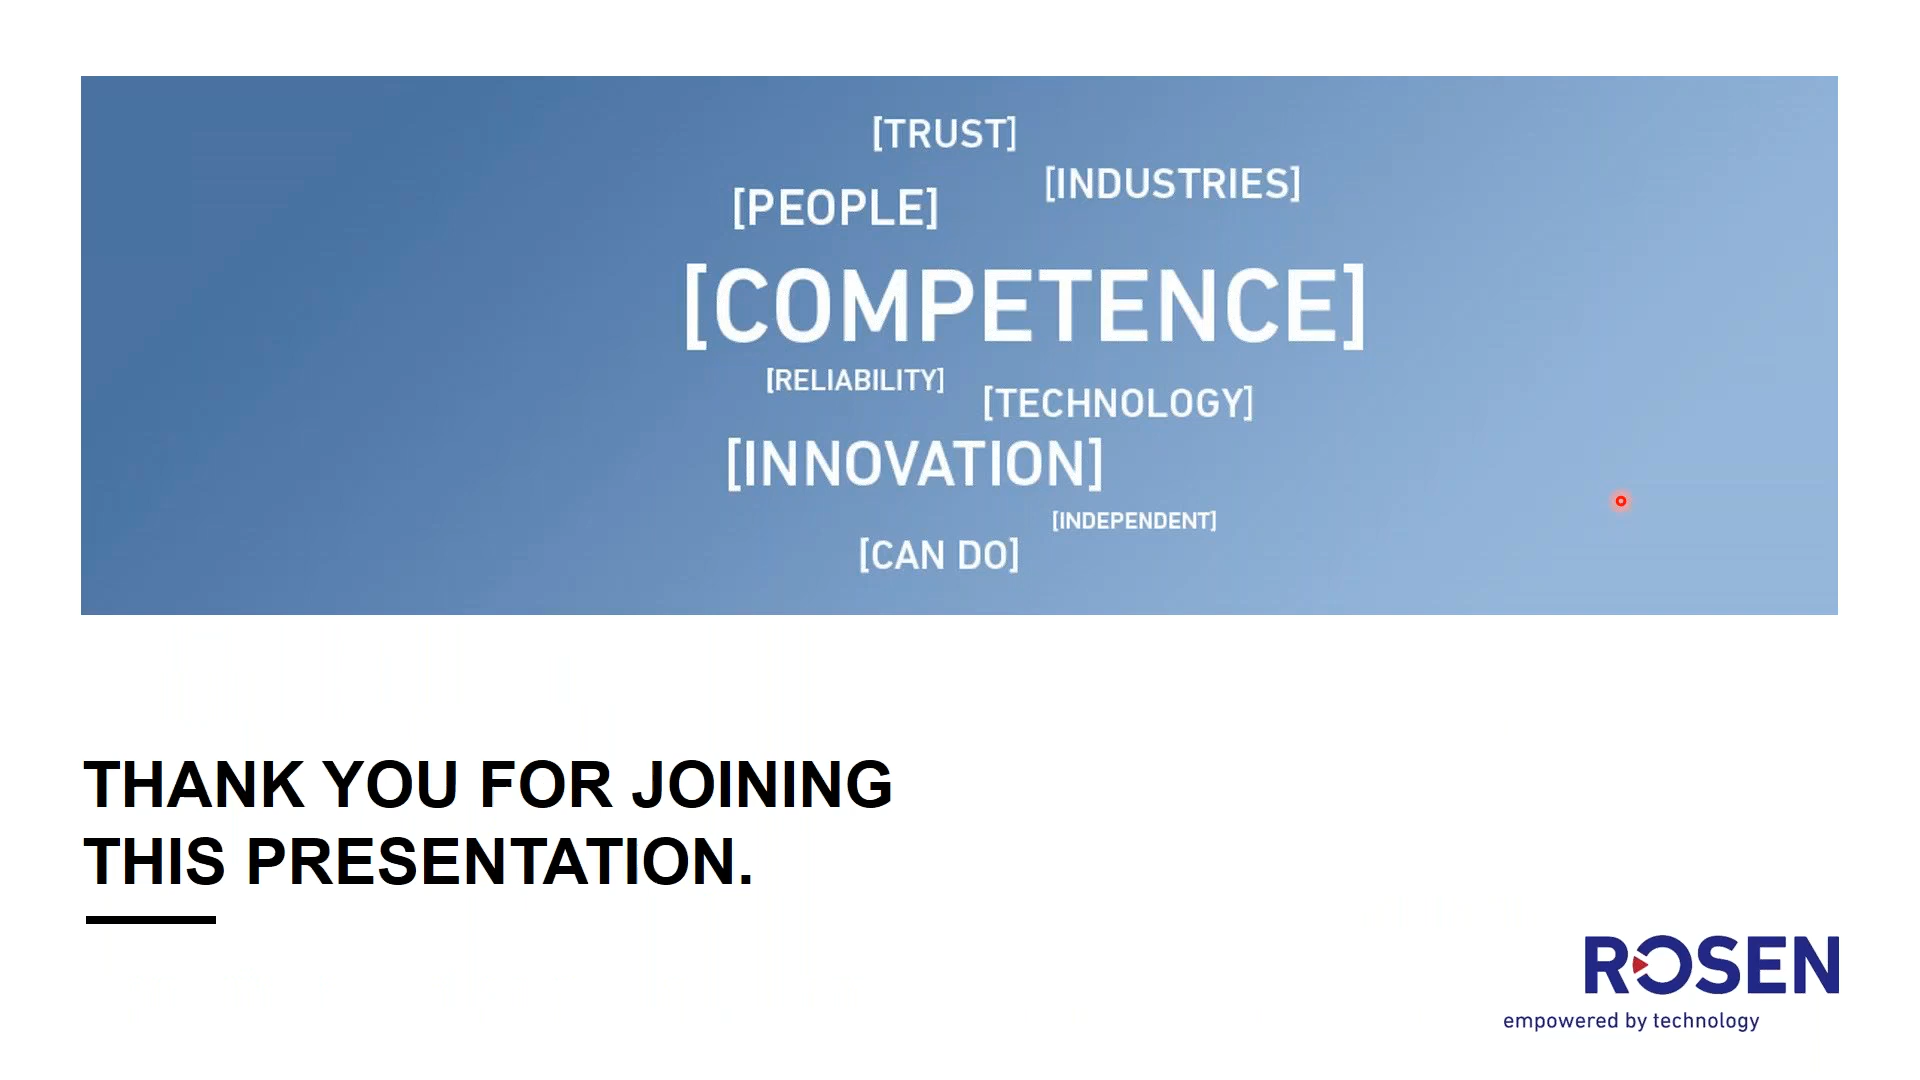 [TRUST]
[INDUSTRIES]
[PEOPLE]
[COMPETENCE]
[RELIABILITY]
[TECHNOLOGY]
[INNOVATION]
[INDEPENDENT]
[CAN DO]
THANK YOU FOR JOINING
THIS PRESENTATION.
ROSEN
empowered by technology